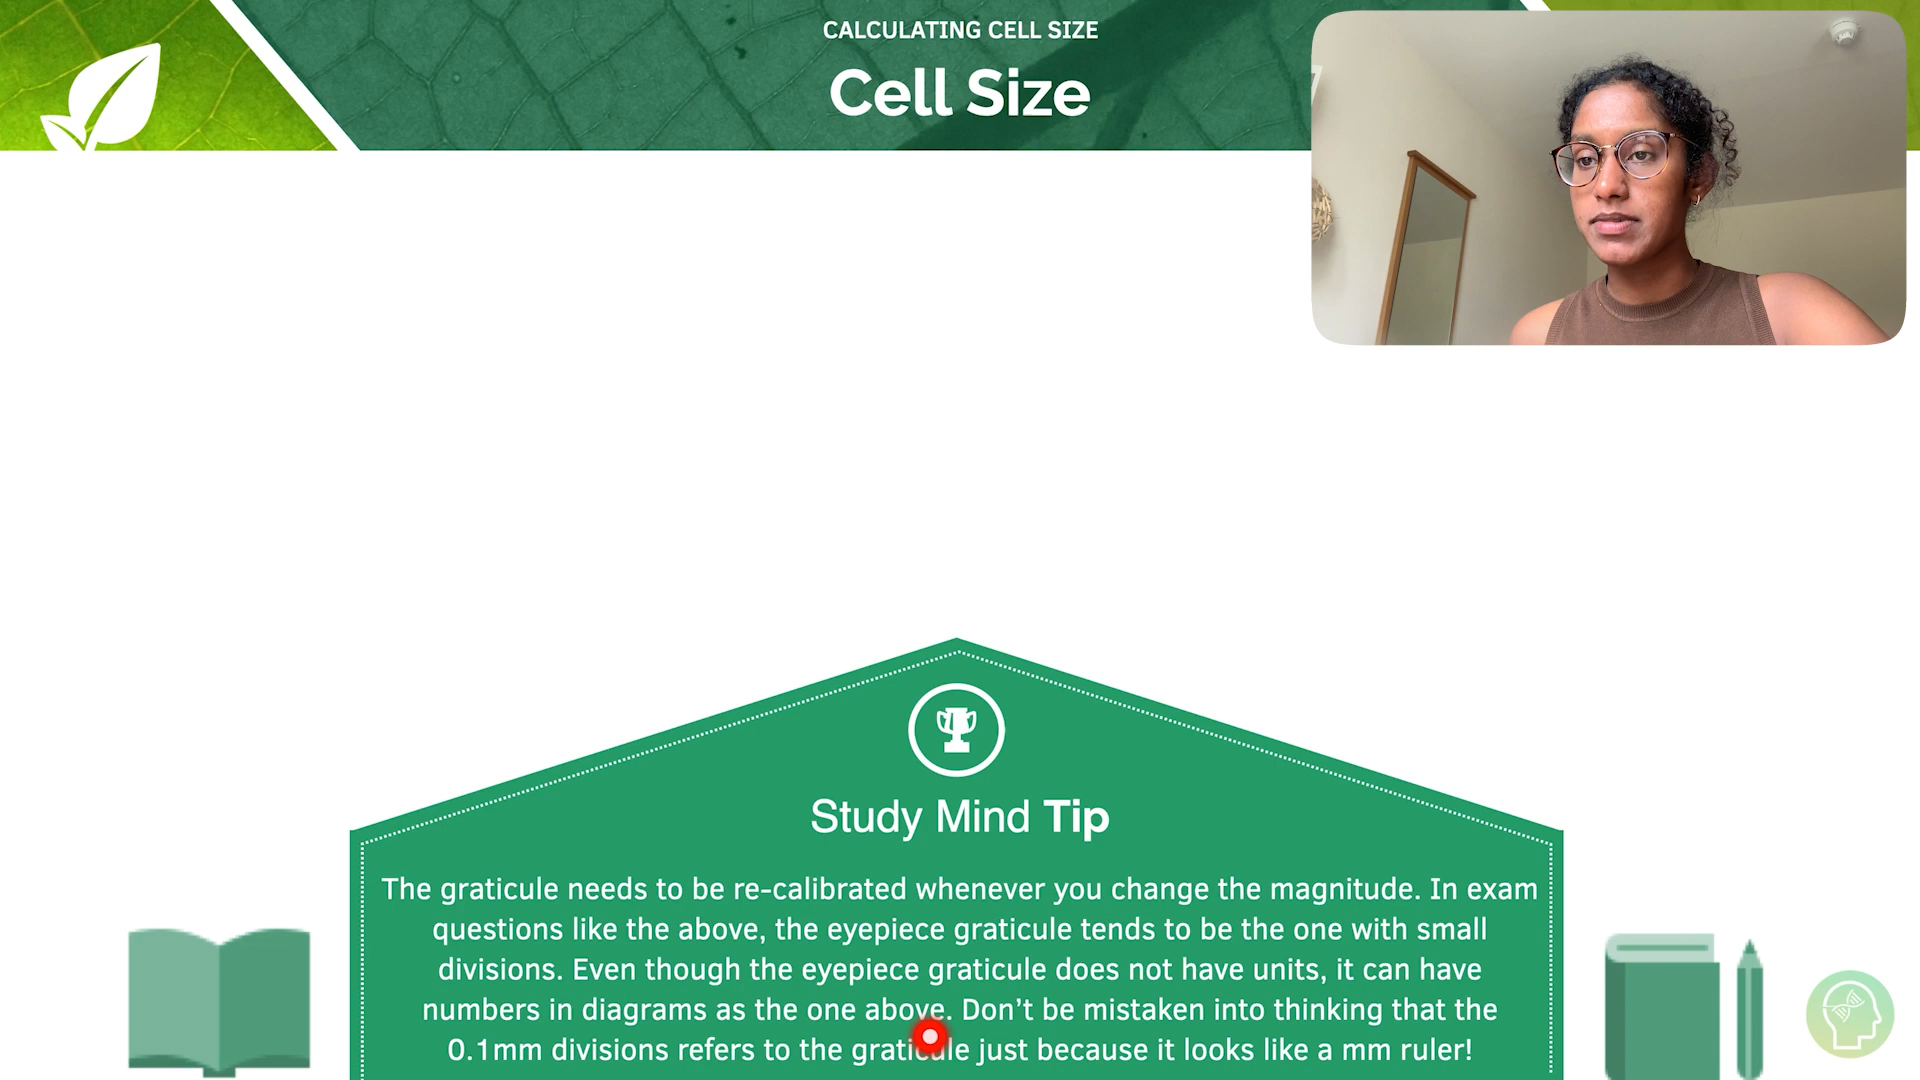 CALCULATING CELL SIZE
Cell Size
Study Mind Tip
The graticule needs to be re-calibrated whenever you change the magnitude. In exam
questions like the above, the eyepiece graticule tends to be the one with small
divisions. Even though the eyepiece graticule does not have units, it can have
numbers in diagrams as the one above. Don’t be mistaken into thinking that the
0.1mm divisions refers to the graticule just because it looks like a mm ruler!